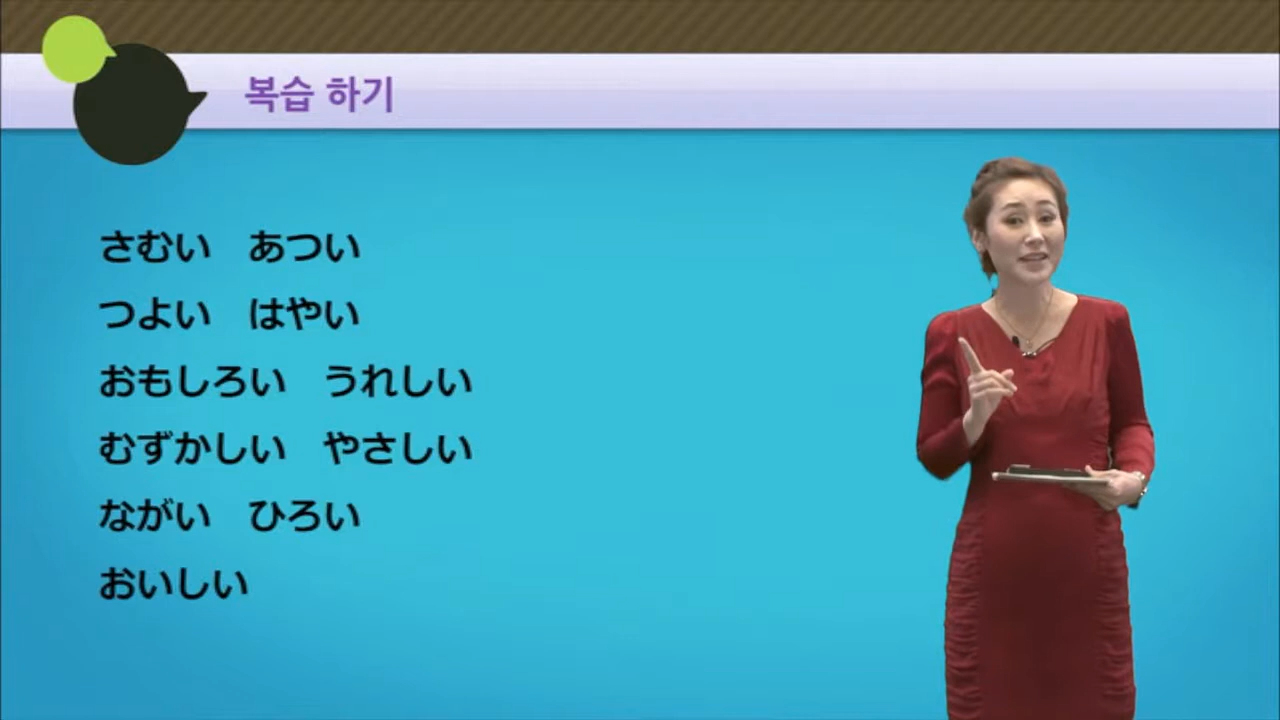 복습 하기
さむい　あつい
つよい　はやい
おもしろい　うれしい
むずかしい　やさしい
ながい　ひろい
おいしい